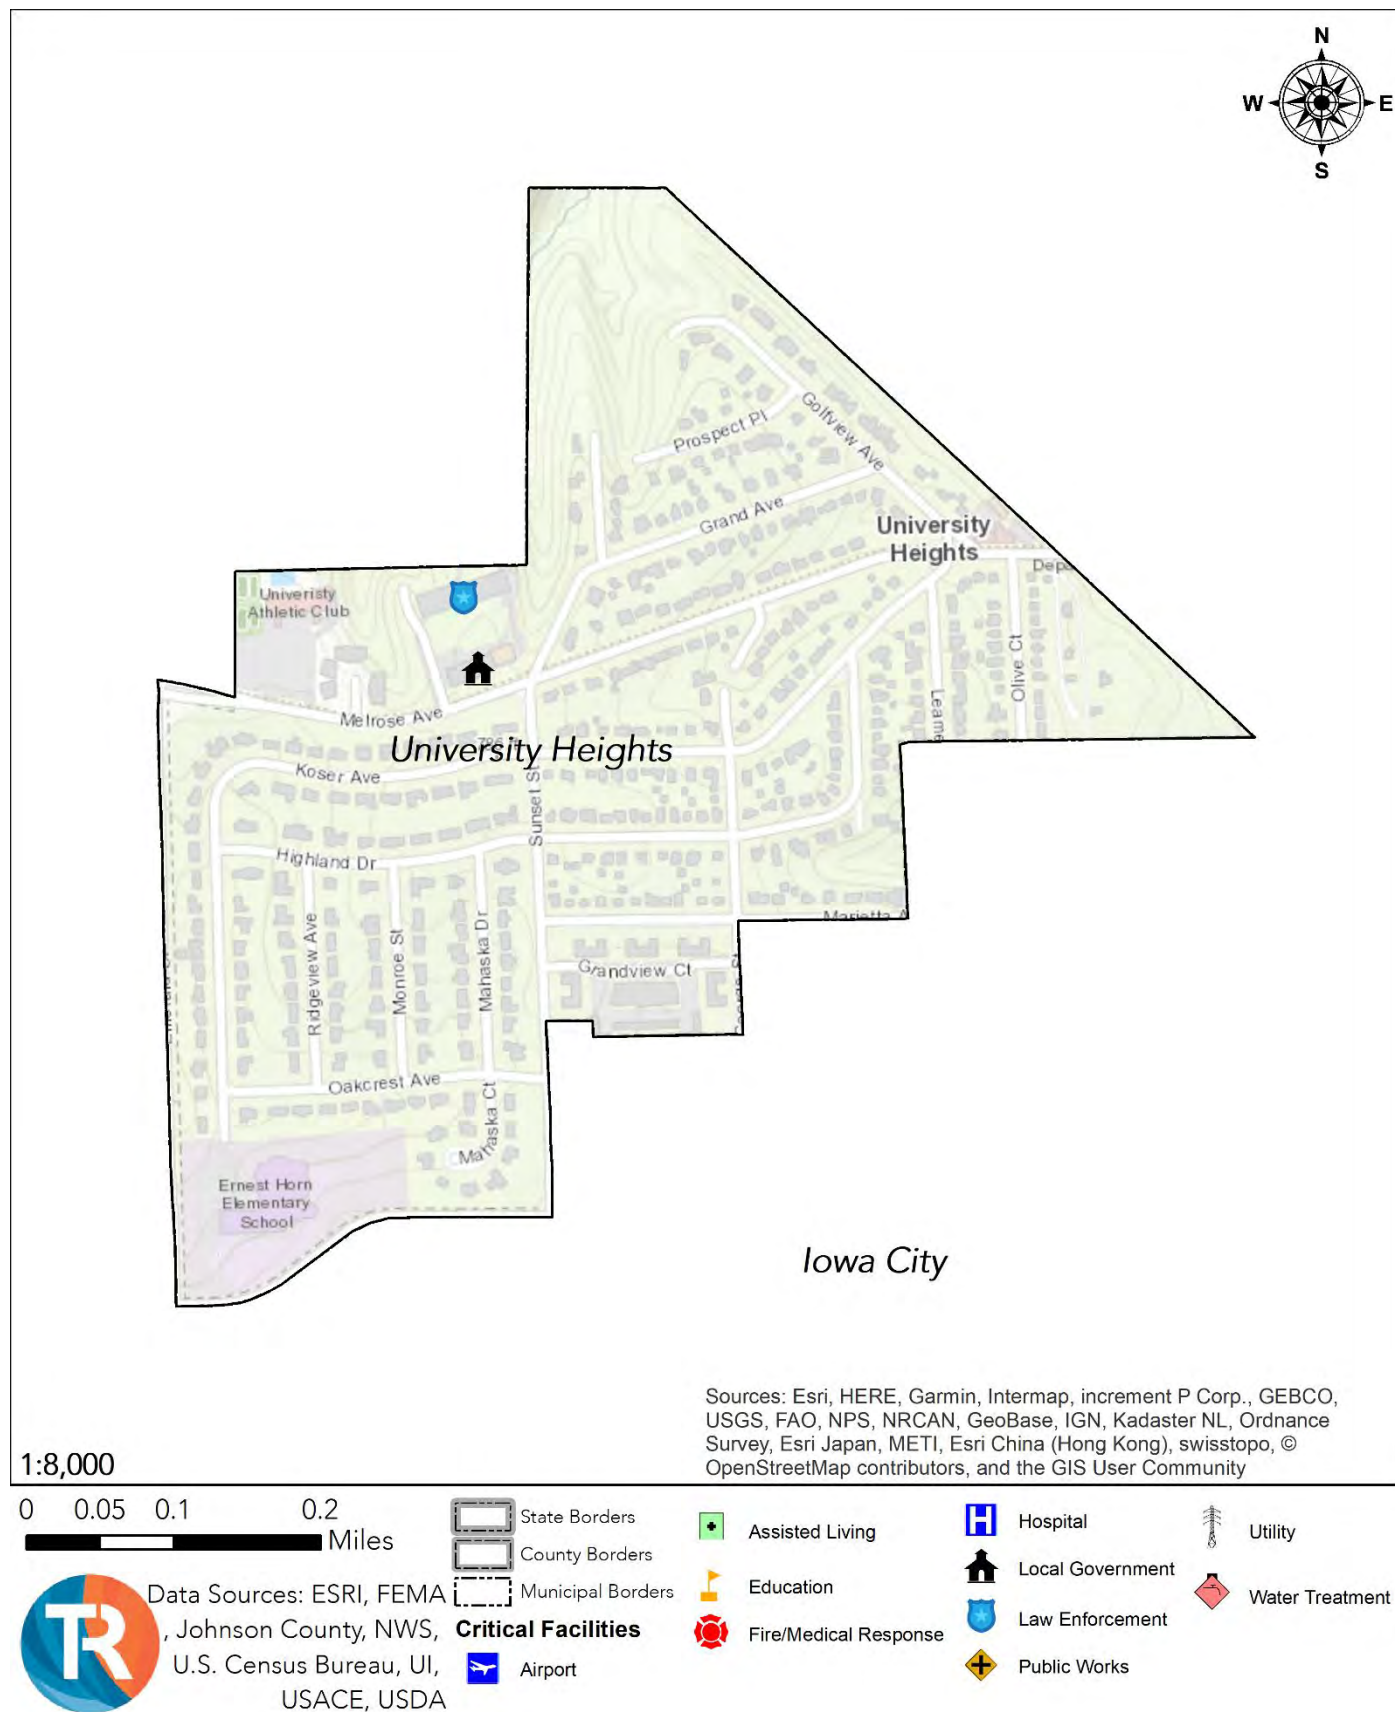 N
W
E
S
Prospect Pl
Golfview Ave
Grand Ave
University
Heights
Univeristy
Athletic Club
Olive Ct
Melrose Ave
University Heights
Koser Ave
Sunset St
Highland Dr
Ridgeview Ave
Monroe St
Mahaska Dr
Grandview Ct
Oakcrest Ave
Mahaska Ct
Ernest Horn
Elementary
School
Iowa City
Sources: Esri, HERE, Garmin, Intermap, increment P Corp., GEBCO,
USGS, FAO, NPS, NRCAN, GeoBase, IGN, Kadaster NL, Ordnance
Survey, Esri Japan, METI, Esri China (Hong Kong), swisstopo, ©
OpenStreetMap contributors, and the GIS User Community
1:8,000
0 0.05 0.1 0.2
Miles
TR
Data Sources: ESRI, FEMA
, Johnson County, NWS,
U.S. Census Bureau, UI,
USACE, USDA
State Borders
County Borders
Municipal Borders
Critical Facilities
Airport
Assisted Living
Education
Fire/Medical Response
H
Hospital
Local Government
Law Enforcement
Public Works
Utility
Water Treatment